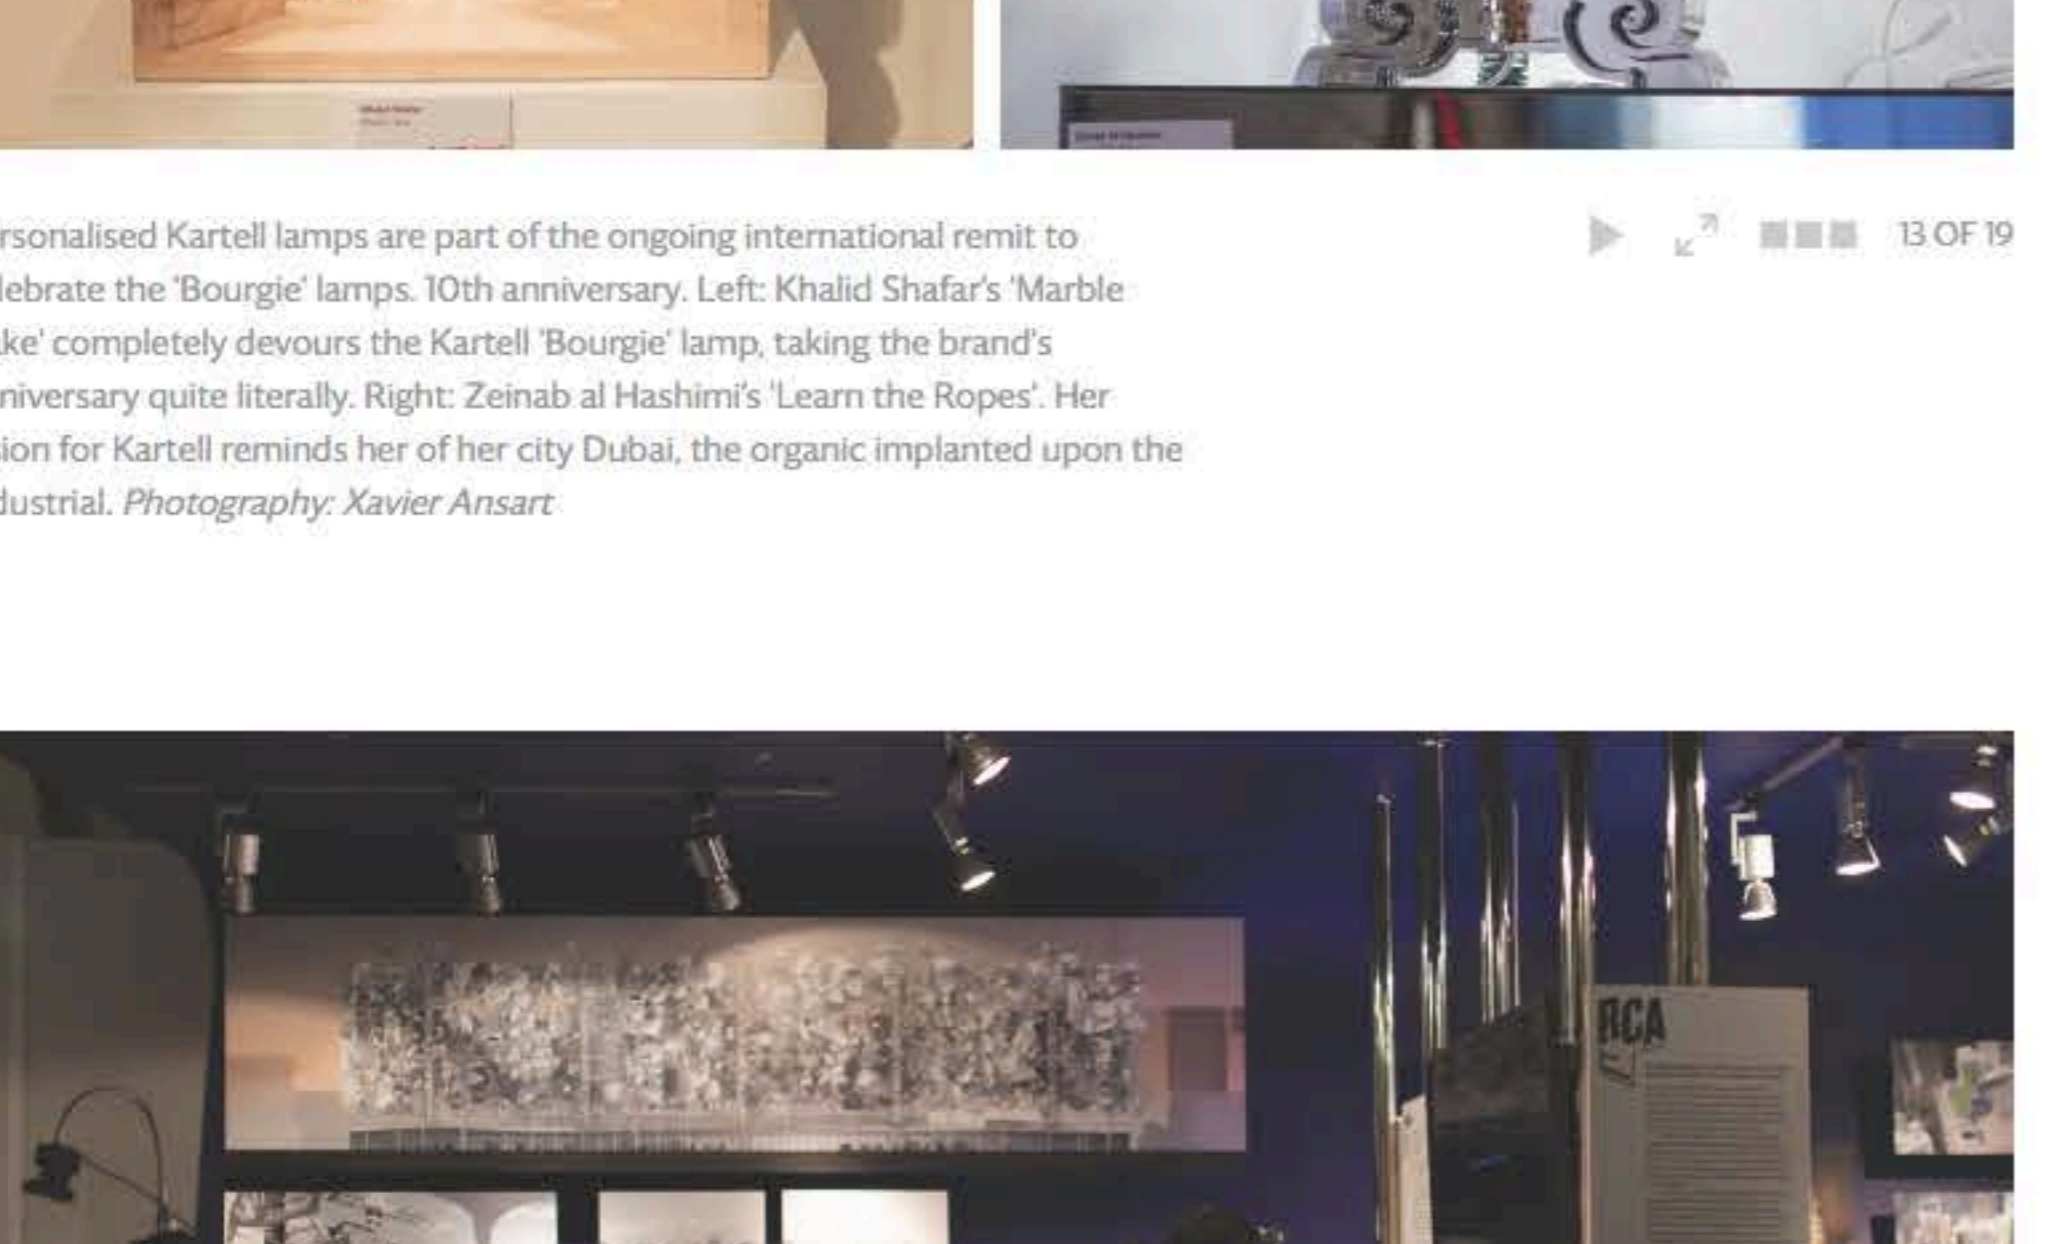 rsonalised Kartell lamps are part of the ongoing international remit to
lebrate the 'Bourgie' lamps. 10th anniversary. Left: Khalid Shafar's 'Marble
ke' completely devours the Kartell 'Bourgie' lamp, taking the brand's
niversary quite literally. Right: Zeinab al Hashimi's 'Learn the Ropes'. Her
sion for Kartell reminds her of her city Dubai, the organic implanted upon the
dustrial. Photography: Xavier Ansart
13 OF 19
RCA